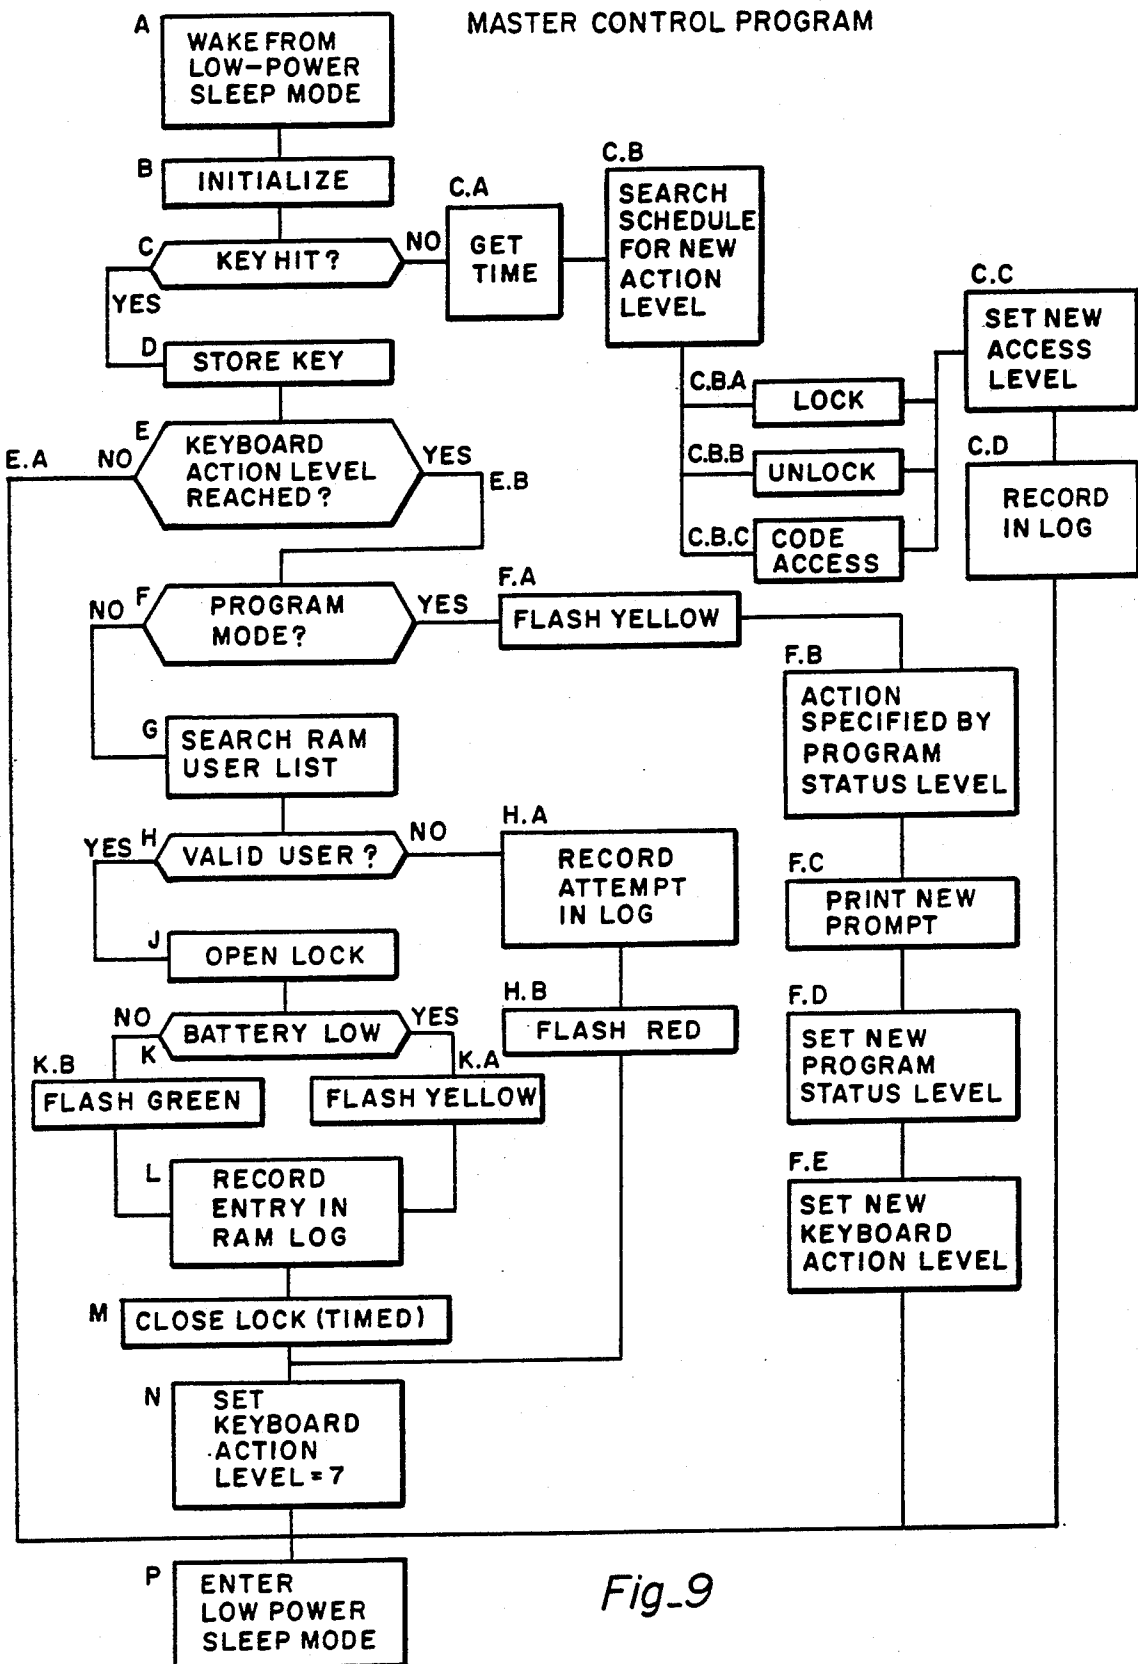 MASTER CONTROL PROGRAM
A
WAKE FROM
LOW-POWER
SLEEP MODE
B
INITIALIZE
C
KEY HIT?
NO
YES
C.A
GET
TIME
C.B
SEARCH
SCHEDULE
FOR NEW
ACTION
LEVEL
C.B.A
LOCK
C.B.B
UNLOCK
C.B.C
CODE
ACCESS
C.C
SET NEW
ACCESS
LEVEL
C.D
RECORD
IN LOG
D
STORE KEY
E
KEYBOARD
ACTION LEVEL
REACHED?
E.A
NO
YES
E.B
F
PROGRAM
MODE?
NO
YES
F.A
FLASH YELLOW
F.B
ACTION
SPECIFIED BY
PROGRAM
STATUS LEVEL
F.C
PRINT NEW
PROMPT
F.D
SET NEW
PROGRAM
STATUS LEVEL
F.E
SET NEW
KEYBOARD
ACTION LEVEL
G
SEARCH RAM
USER LIST
H
VALID USER?
YES
NO
H.A
RECORD
ATTEMPT
IN LOG
H.B
FLASH RED
J
OPEN LOCK
BATTERY LOW
K
NO
YES
K.B
FLASH GREEN
K.A
FLASH YELLOW
L
RECORD
ENTRY IN
RAM LOG
M
CLOSE LOCK (TIMED)
N
SET
KEYBOARD
ACTION
LEVEL = 7
P
ENTER
LOW POWER
SLEEP MODE
Fig_9